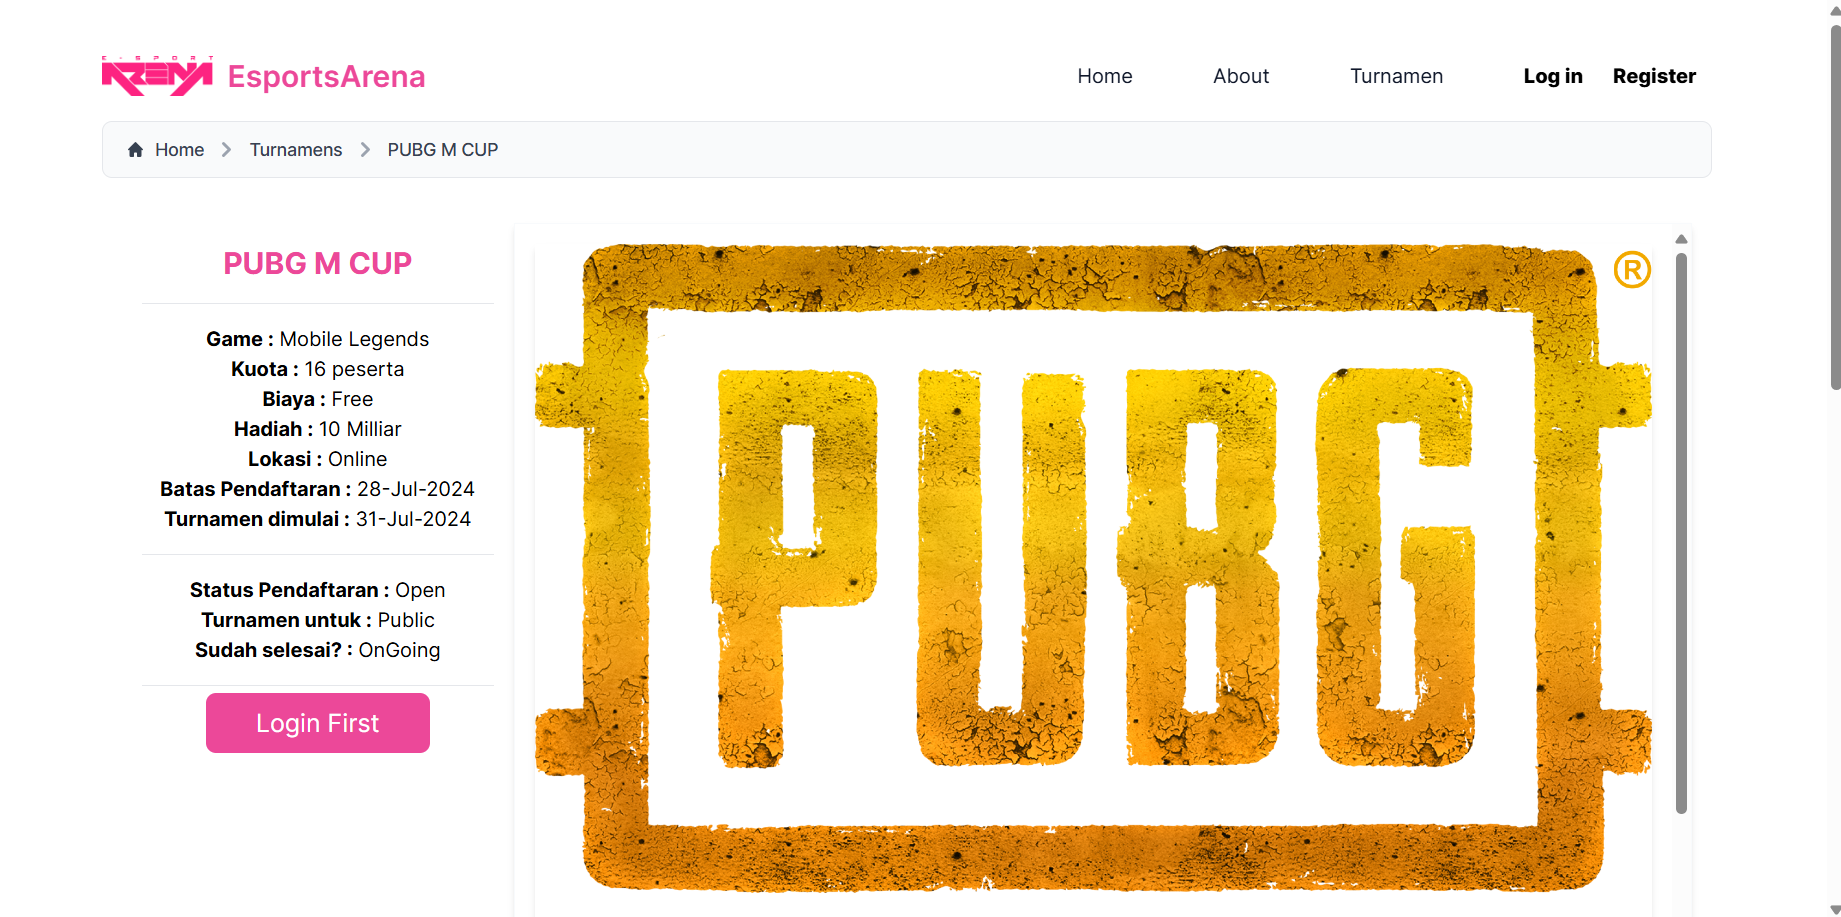 E-SPORT
ARENA
EsportsArena
Home
About
Turnamen
Log in
Register
Home
Turnamens
PUBG M CUP
PUBG M CUP
Game : Mobile Legends
Kuota : 16 peserta
Biaya : Free
Hadiah : 10 Milliar
Lokasi : Online
Batas Pendaftaran : 28-Jul-2024
Turnamen dimulai : 31-Jul-2024
Status Pendaftaran : Open
Turnamen untuk : Public
Sudah selesai? : OnGoing
Login First
PUBG
®